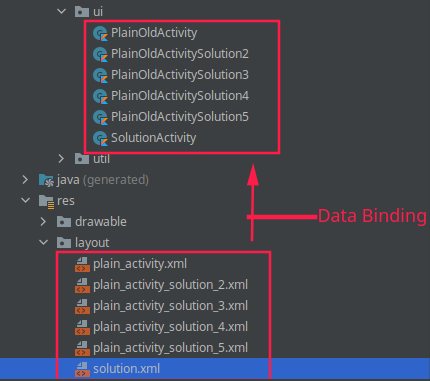 ui
PlainOldActivity
PlainOldActivitySolution2
PlainOldActivitySolution3
PlainOldActivitySolution4
PlainOldActivitySolution5
SolutionActivity
util
java (generated)
res
Data Binding
drawable
layout
plain_activity.xml
plain_activity_solution_2.xml
plain_activity_solution_3.xml
plain_activity_solution_4.xml
plain_activity_solution_5.xml
solution.xml